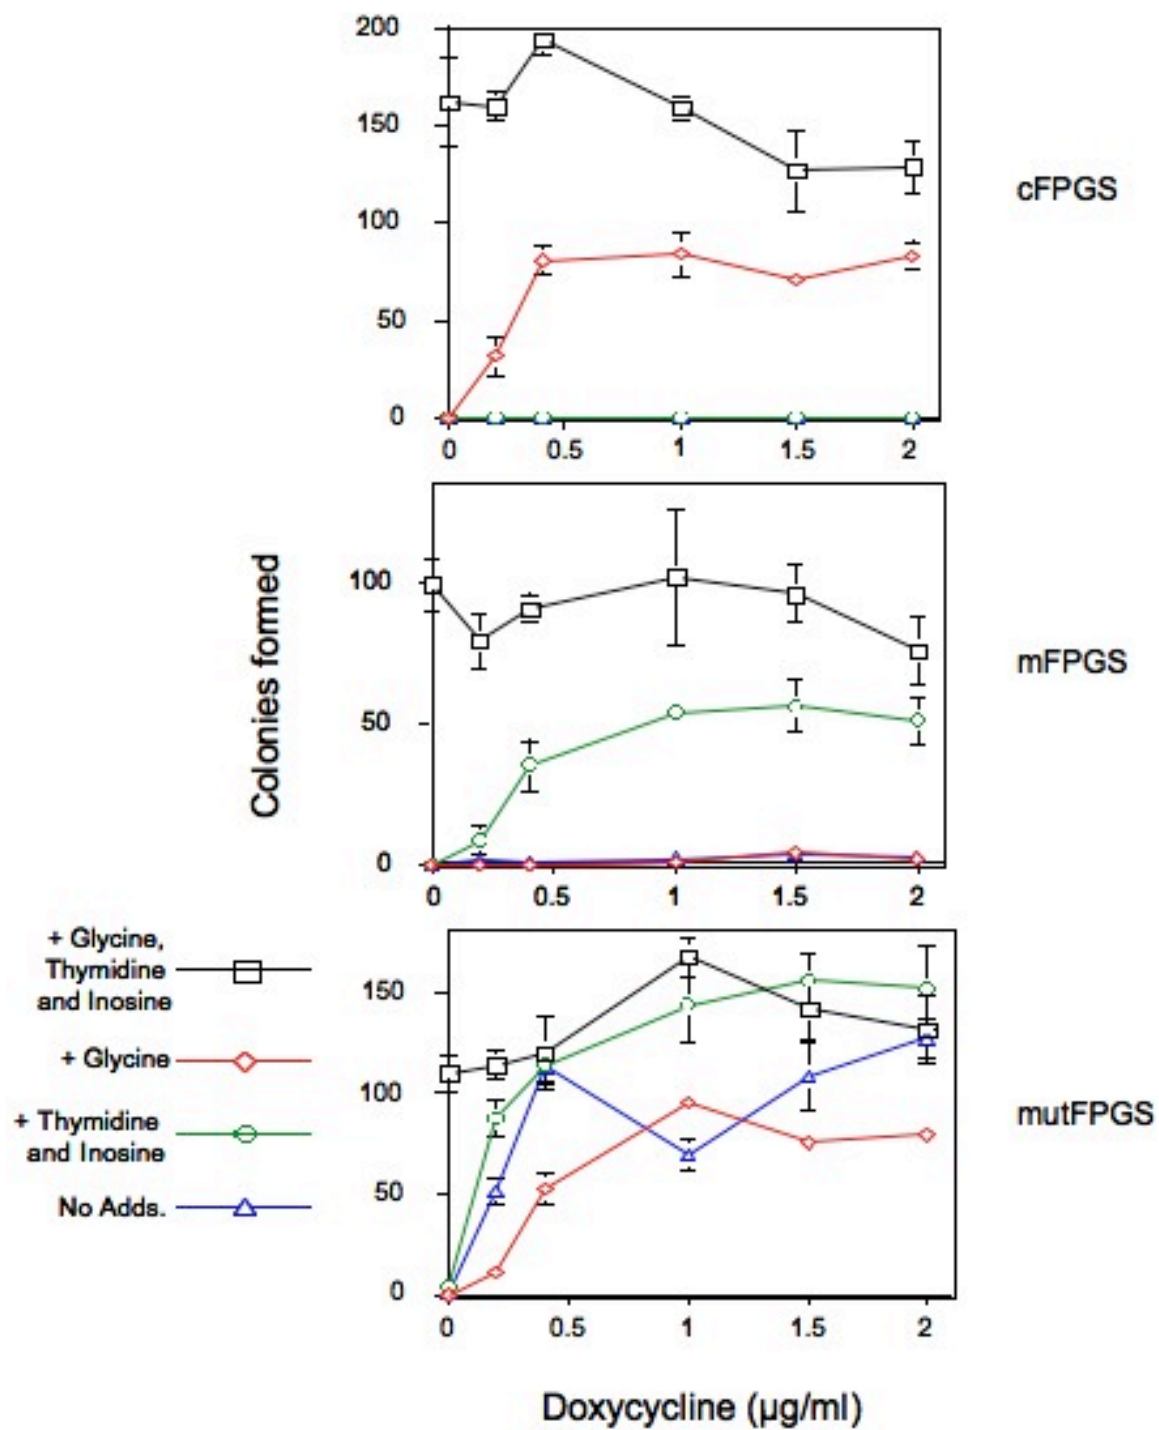 200
150
100
50
0
0 0.5 1 1.5 2
cFPGS
Colonies formed
100
50
0
0 0.5 1 1.5 2
mFPGS
+ Glycine,
Thymidine
and Inosine
+ Glycine
+ Thymidine
and Inosine
No Adds.
150
100
50
0
0 0.5 1 1.5 2
mutFPGS
Doxycycline (µg/ml)